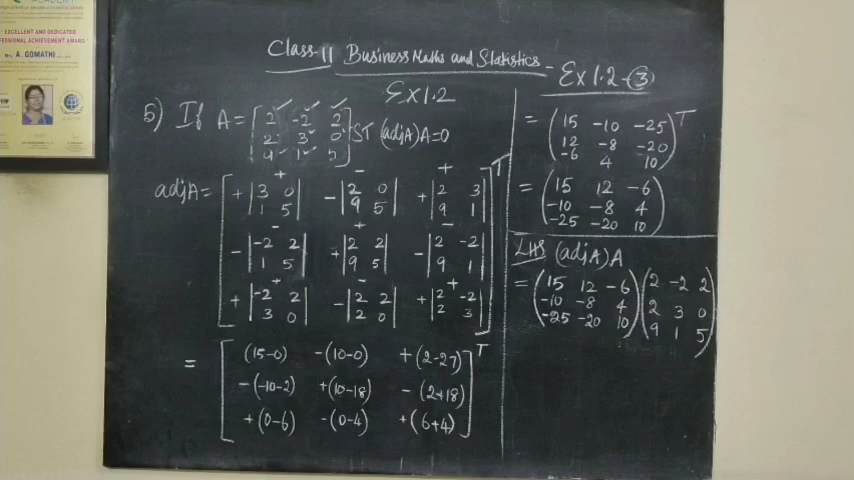 ACADEMY
EXCELLENT AND DEDICATED
PROFESSIONAL ACHIEVEMENT AWARD
Mrs. A. GOMATHI
Class-11 Business Maths and Statistics - Ex 1.2 - ③
Ex 1.2
5) If A = [2 -2 2
2 3 0
9 1 5] ST (adj A) A = 0
adj A = [+|3 0; 1 5| -|2 0; 9 5| +|2 3; 9 1|
-|-2 2; 1 5| +|2 2; 9 5| -|2 -2; 9 1|
+|-2 2; 3 0| -|2 2; 2 0| +|2 -2; 2 3|]T
= [(15-0) -(10-0) +(2-27)
-(-10-2) +(10-18) -(2+18)
+(0-6) -(0-4) +(6+4)]T
= (15 -10 -25
12 -8 -20
-6 4 10)T
= (15 12 -6
-10 -8 4
-25 -20 10)
LHS (adj A) A
= (15 12 -6
-10 -8 4
-25 -20 10) (2 -2 2
2 3 0
9 1 5)